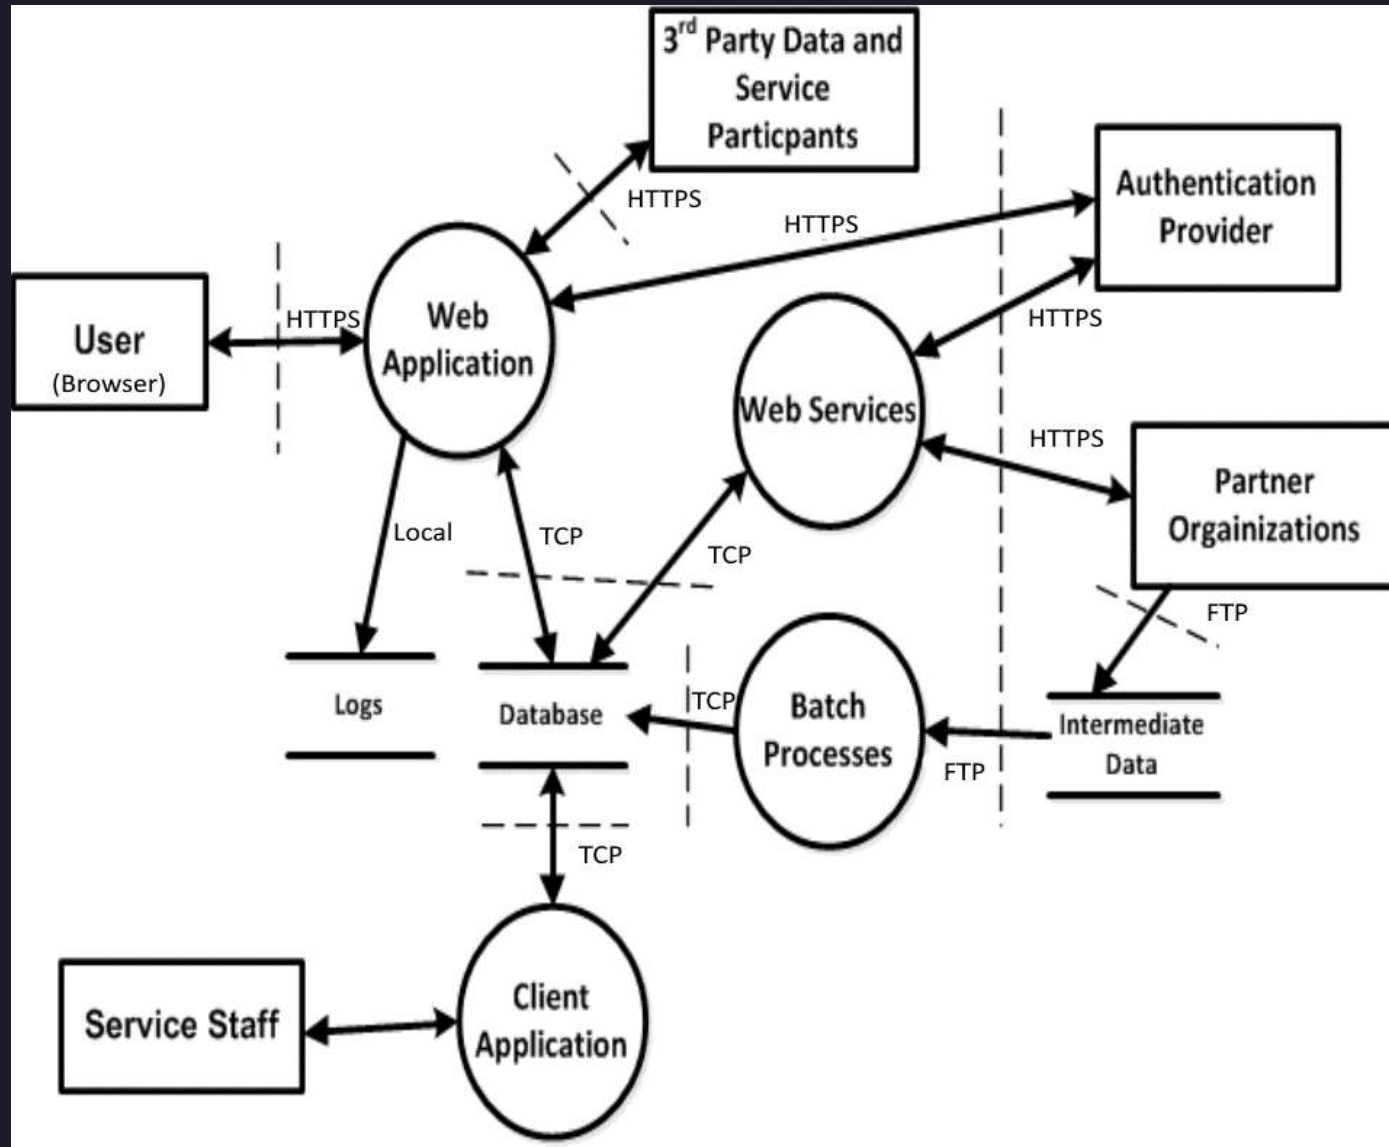 3rd Party Data and
Service
Particpants
HTTPS
Authentication
Provider
HTTPS
User
(Browser)
HTTPS
Web
Application
HTTPS
Web Services
HTTPS
Partner
Orgainizations
Local
TCP
TCP
FTP
Logs
Database
TCP
Batch
Processes
FTP
Intermediate
Data
TCP
Service Staff
Client
Application